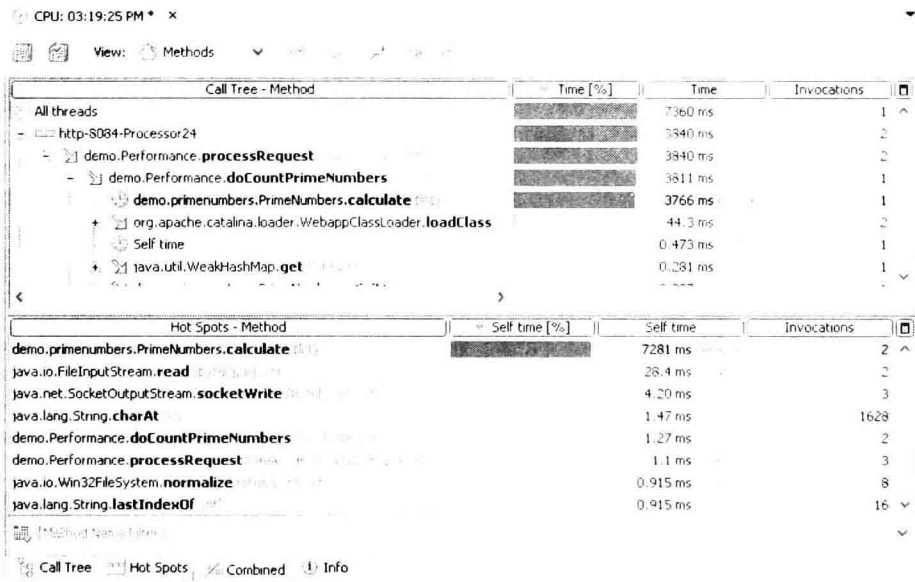 CPU: 03:19:25 PM * ×
View: Methods
Call Tree - Method Time [%] Time Invocations
All threads 7360 ms 1
http-8084-Processor24 3840 ms 2
demo.Performance.processRequest 3840 ms 2
demo.Performance.doCountPrimeNumbers 3811 ms 1
demo.primenumbers.PrimeNumbers.calculate 3766 ms 1
org.apache.catalina.loader.WebappClassLoader.loadClass 44.3 ms 2
Self time 0.473 ms 1
java.util.WeakHashMap.get 0.281 ms 1
Hot Spots - Method Self time [%] Self time Invocations
demo.primenumbers.PrimeNumbers.calculate 7281 ms 2
java.io.FileInputStream.read 28.4 ms 2
java.net.SocketOutputStream.socketWrite 4.20 ms 3
java.lang.String.charAt 1.47 ms 1628
demo.Performance.doCountPrimeNumbers 1.27 ms 2
demo.Performance.processRequest 1.1 ms 3
java.io.Win32FileSystem.normalize 0.915 ms 8
java.lang.String.lastIndexOf 0.915 ms 16
[Method Name Filter]
Call Tree Hot Spots Combined Info